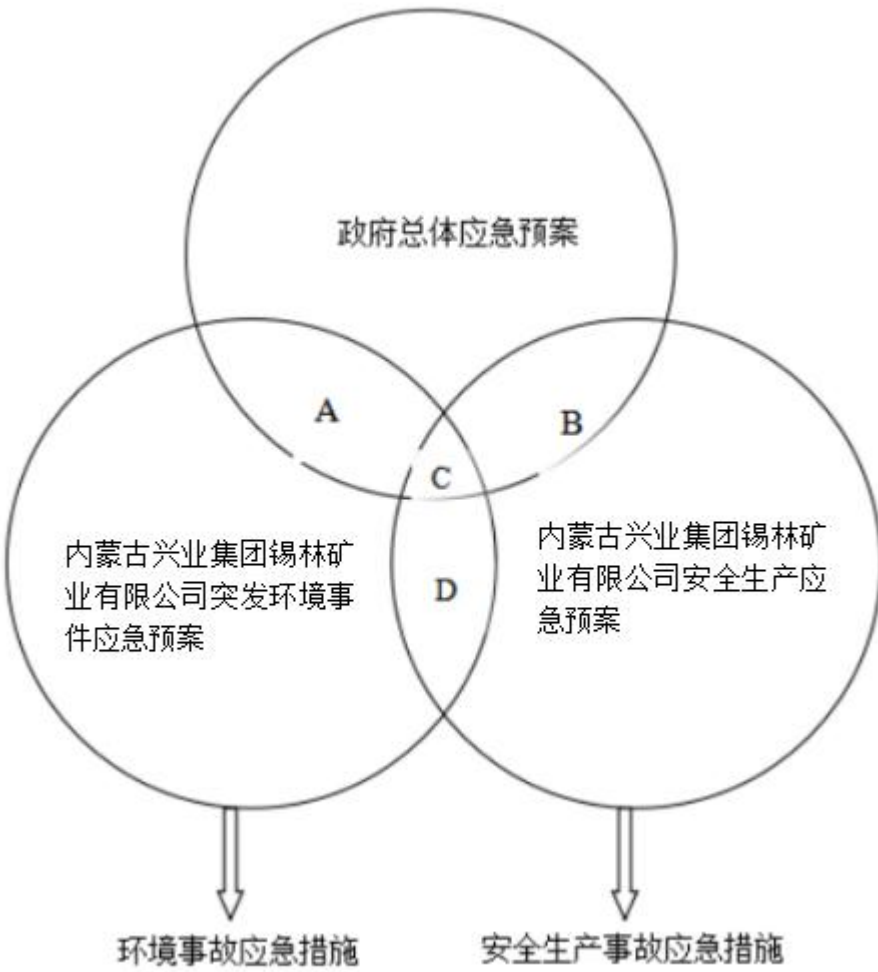 政府总体应急预案
A
B
C
内蒙古兴业集团锡林矿
业有限公司突发环境事
件应急预案
D
内蒙古兴业集团锡林矿
业有限公司安全生产应
急预案
环境事故应急措施
安全生产事故应急措施